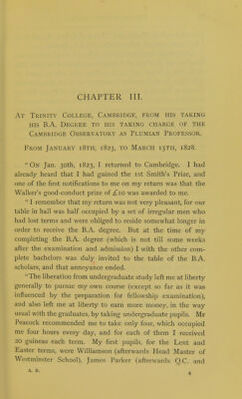 CHAPTER III.
AT TRINITY COLLEGE, CAMBRIDGE, FROM HIS TAKING
HIS B.A. DEGREE TO HIS TAKING CHARGE OF THE
CAMBRIDGE OBSERVATORY AS PLUMIAN PROFESSOR.
FROM JANUARY 18TH, 1823, TO MARCH 15TH, 1828.
"ON Jan. 30th, 1823, I returned to Cambridge. I had
already heard that I had gained the 1st Smith's Prize, and
one of the first notifications to me on my return was that the
Walker's good-conduct prize of £10 was awarded to me.
"I remember that my return was not very pleasant, for our
table in hall was half occupied by a set of irregular men who
had lost terms and were obliged to reside somewhat longer in
order to receive the B.A. degree. But at the time of my
completing the B.A. degree (which is not till some weeks
after the examination and admission) I with the other com-
plete bachelors was duly invited to the table of the B.A.
scholars, and that annoyance ended.
"The liberation from undergraduate study left me at liberty
generally to pursue my own course (except so far as it was
influenced by the preparation for fellowship examination),
and also left me at liberty to earn more money, in the way
usual with the graduates, by taking undergraduate pupils. Mr
Peacock recommended me to take only four, which occupied
me four hours every day, and for each of them I received
20 guineas each term. My first pupils, for the Lent and
Easter terms, were Williamson (afterwards Head Master of
Westminster School), James Parker (afterwards Q.C. and
A. B.
4